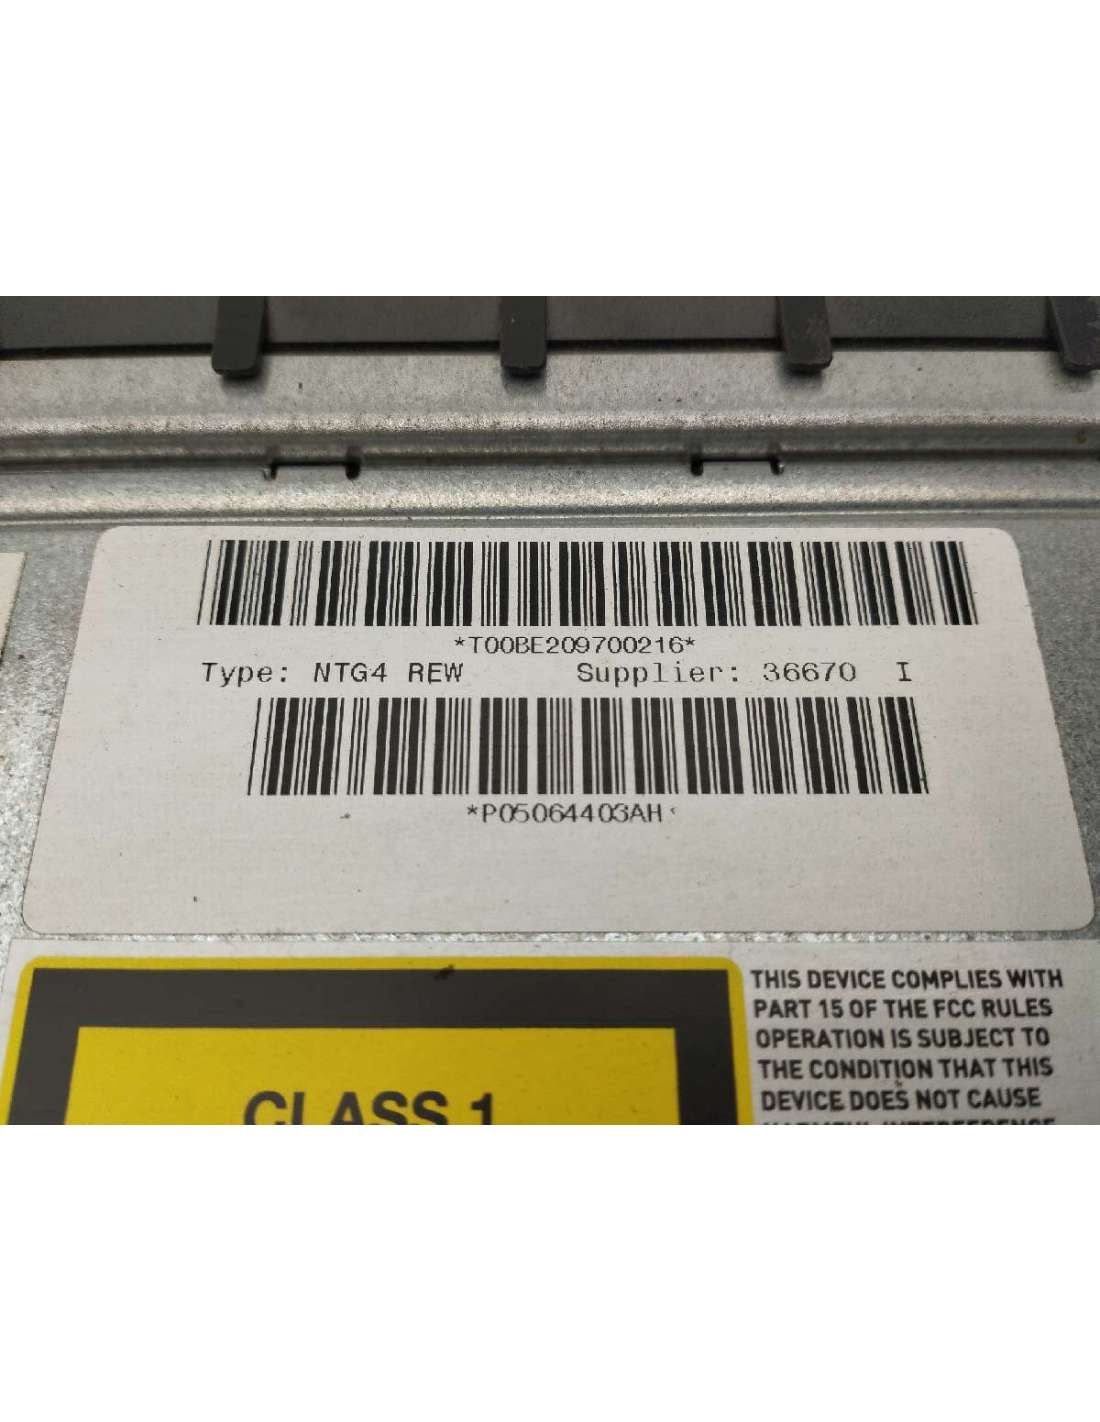 *T00BE209700216*
Type: NTG4 REW Supplier: 36670 I
*P05064403AH*
CLASS 1
THIS DEVICE COMPLIES WITH
PART 15 OF THE FCC RULES
OPERATION IS SUBJECT TO
THE CONDITION THAT THIS
DEVICE DOES NOT CAUSE